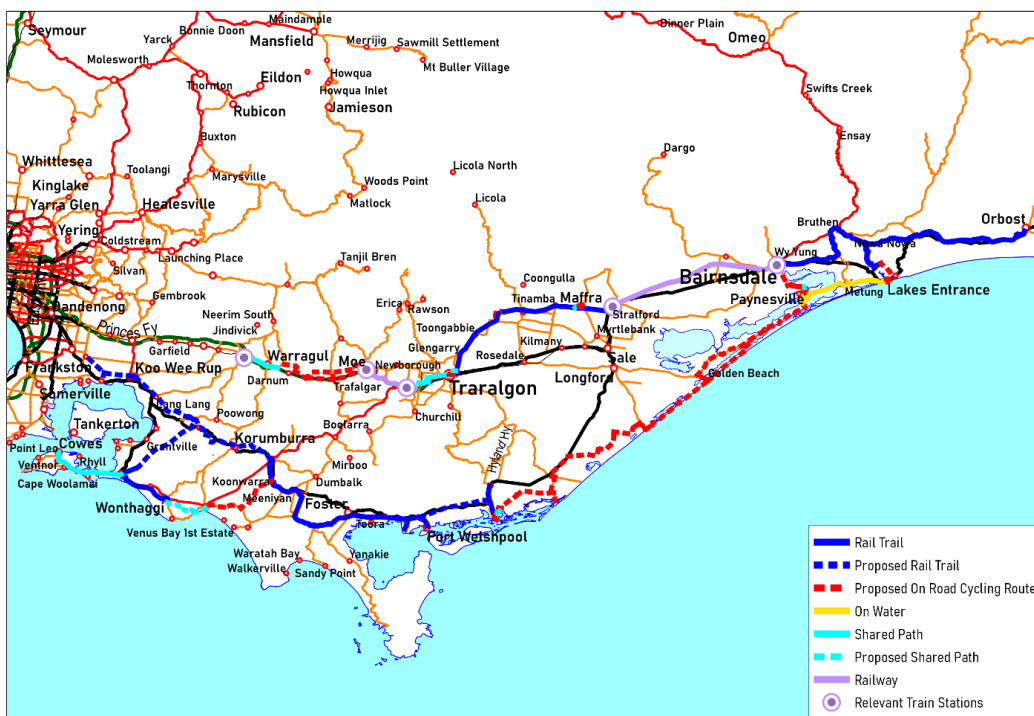 Dinner Plain
Maindample
Bonnie Doon
Seymour
Yarck
Mansfield
Omeo
Merrijig
Sawmill Settlement
Molesworth
Mt Buller Village
Eildon
Howqua
Thornton
Howqua Inlet
Swifts Creek
Rubicon
Jamieson
Buxton
Ensay
Whittlesea
Toolangi
Licola North
Dargo
Kinglake
Marysville
Woods Point
Yarra Glen
Healesville
Matlock
Licola
Bruthen
Orbost
Yering
Coldstream
Nowa Nowa
Launching Place
Wy Yung
Silvan
Tanjil Bren
Bairnsdale
Coongulla
Metung
Lakes Entrance
Dandenong
Gembrook
Erica
Rawson
Tinamba
Maffra
Paynesville
Neerim South
Stratford
Princes Fy
Jindivick
Toongabbie
Myrtlebank
Garfield
Warragul
Moe
Glengarry
Kilmany
Frankston
Koo Wee Rup
Newborough
Rosedale
Sale
Darnum
Trafalgar
Traralgon
Longford
Golden Beach
Somerville
Lang Lang
Poowong
Churchill
Tankerton
Boolarra
Point Leo
Cowes
Grantville
Korumburra
Hyland Hy
Ventnor
Rhyll
Mirboo
Cape Woolamai
Koonwarra
Dumbalk
Meeniyan
Wonthaggi
Foster
Toora
Port Welshpool
Venus Bay 1st Estate
Waratah Bay
Yanakie
Walkerville
Sandy Point
Rail Trail
Proposed Rail Trail
Proposed On Road Cycling Route
On Water
Shared Path
Proposed Shared Path
Railway
Relevant Train Stations